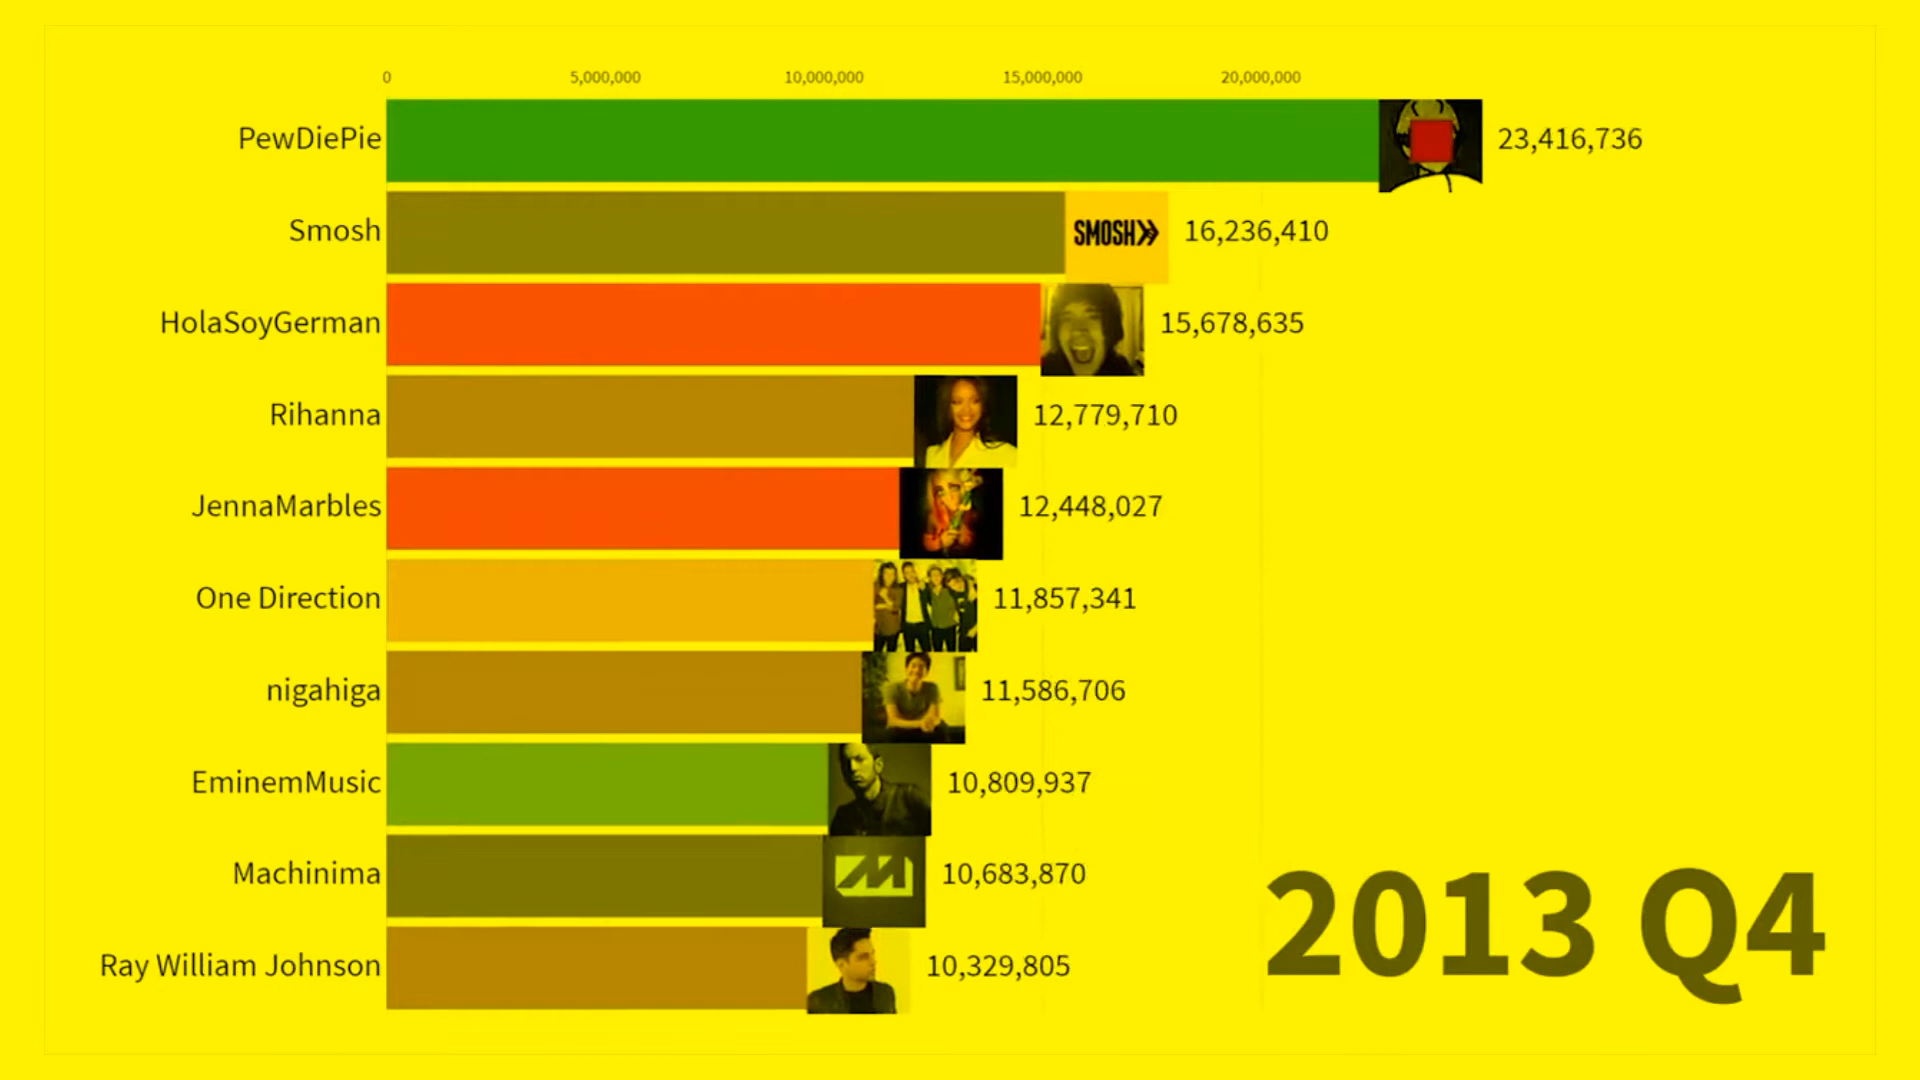 0 5,000,000 10,000,000 15,000,000 20,000,000
PewDiePie 23,416,736
Smosh SMOSH 16,236,410
HolaSoyGerman 15,678,635
Rihanna 12,779,710
JennaMarbles 12,448,027
One Direction 11,857,341
nigahiga 11,586,706
EminemMusic 10,809,937
Machinima M 10,683,870
Ray William Johnson 10,329,805
2013 Q4